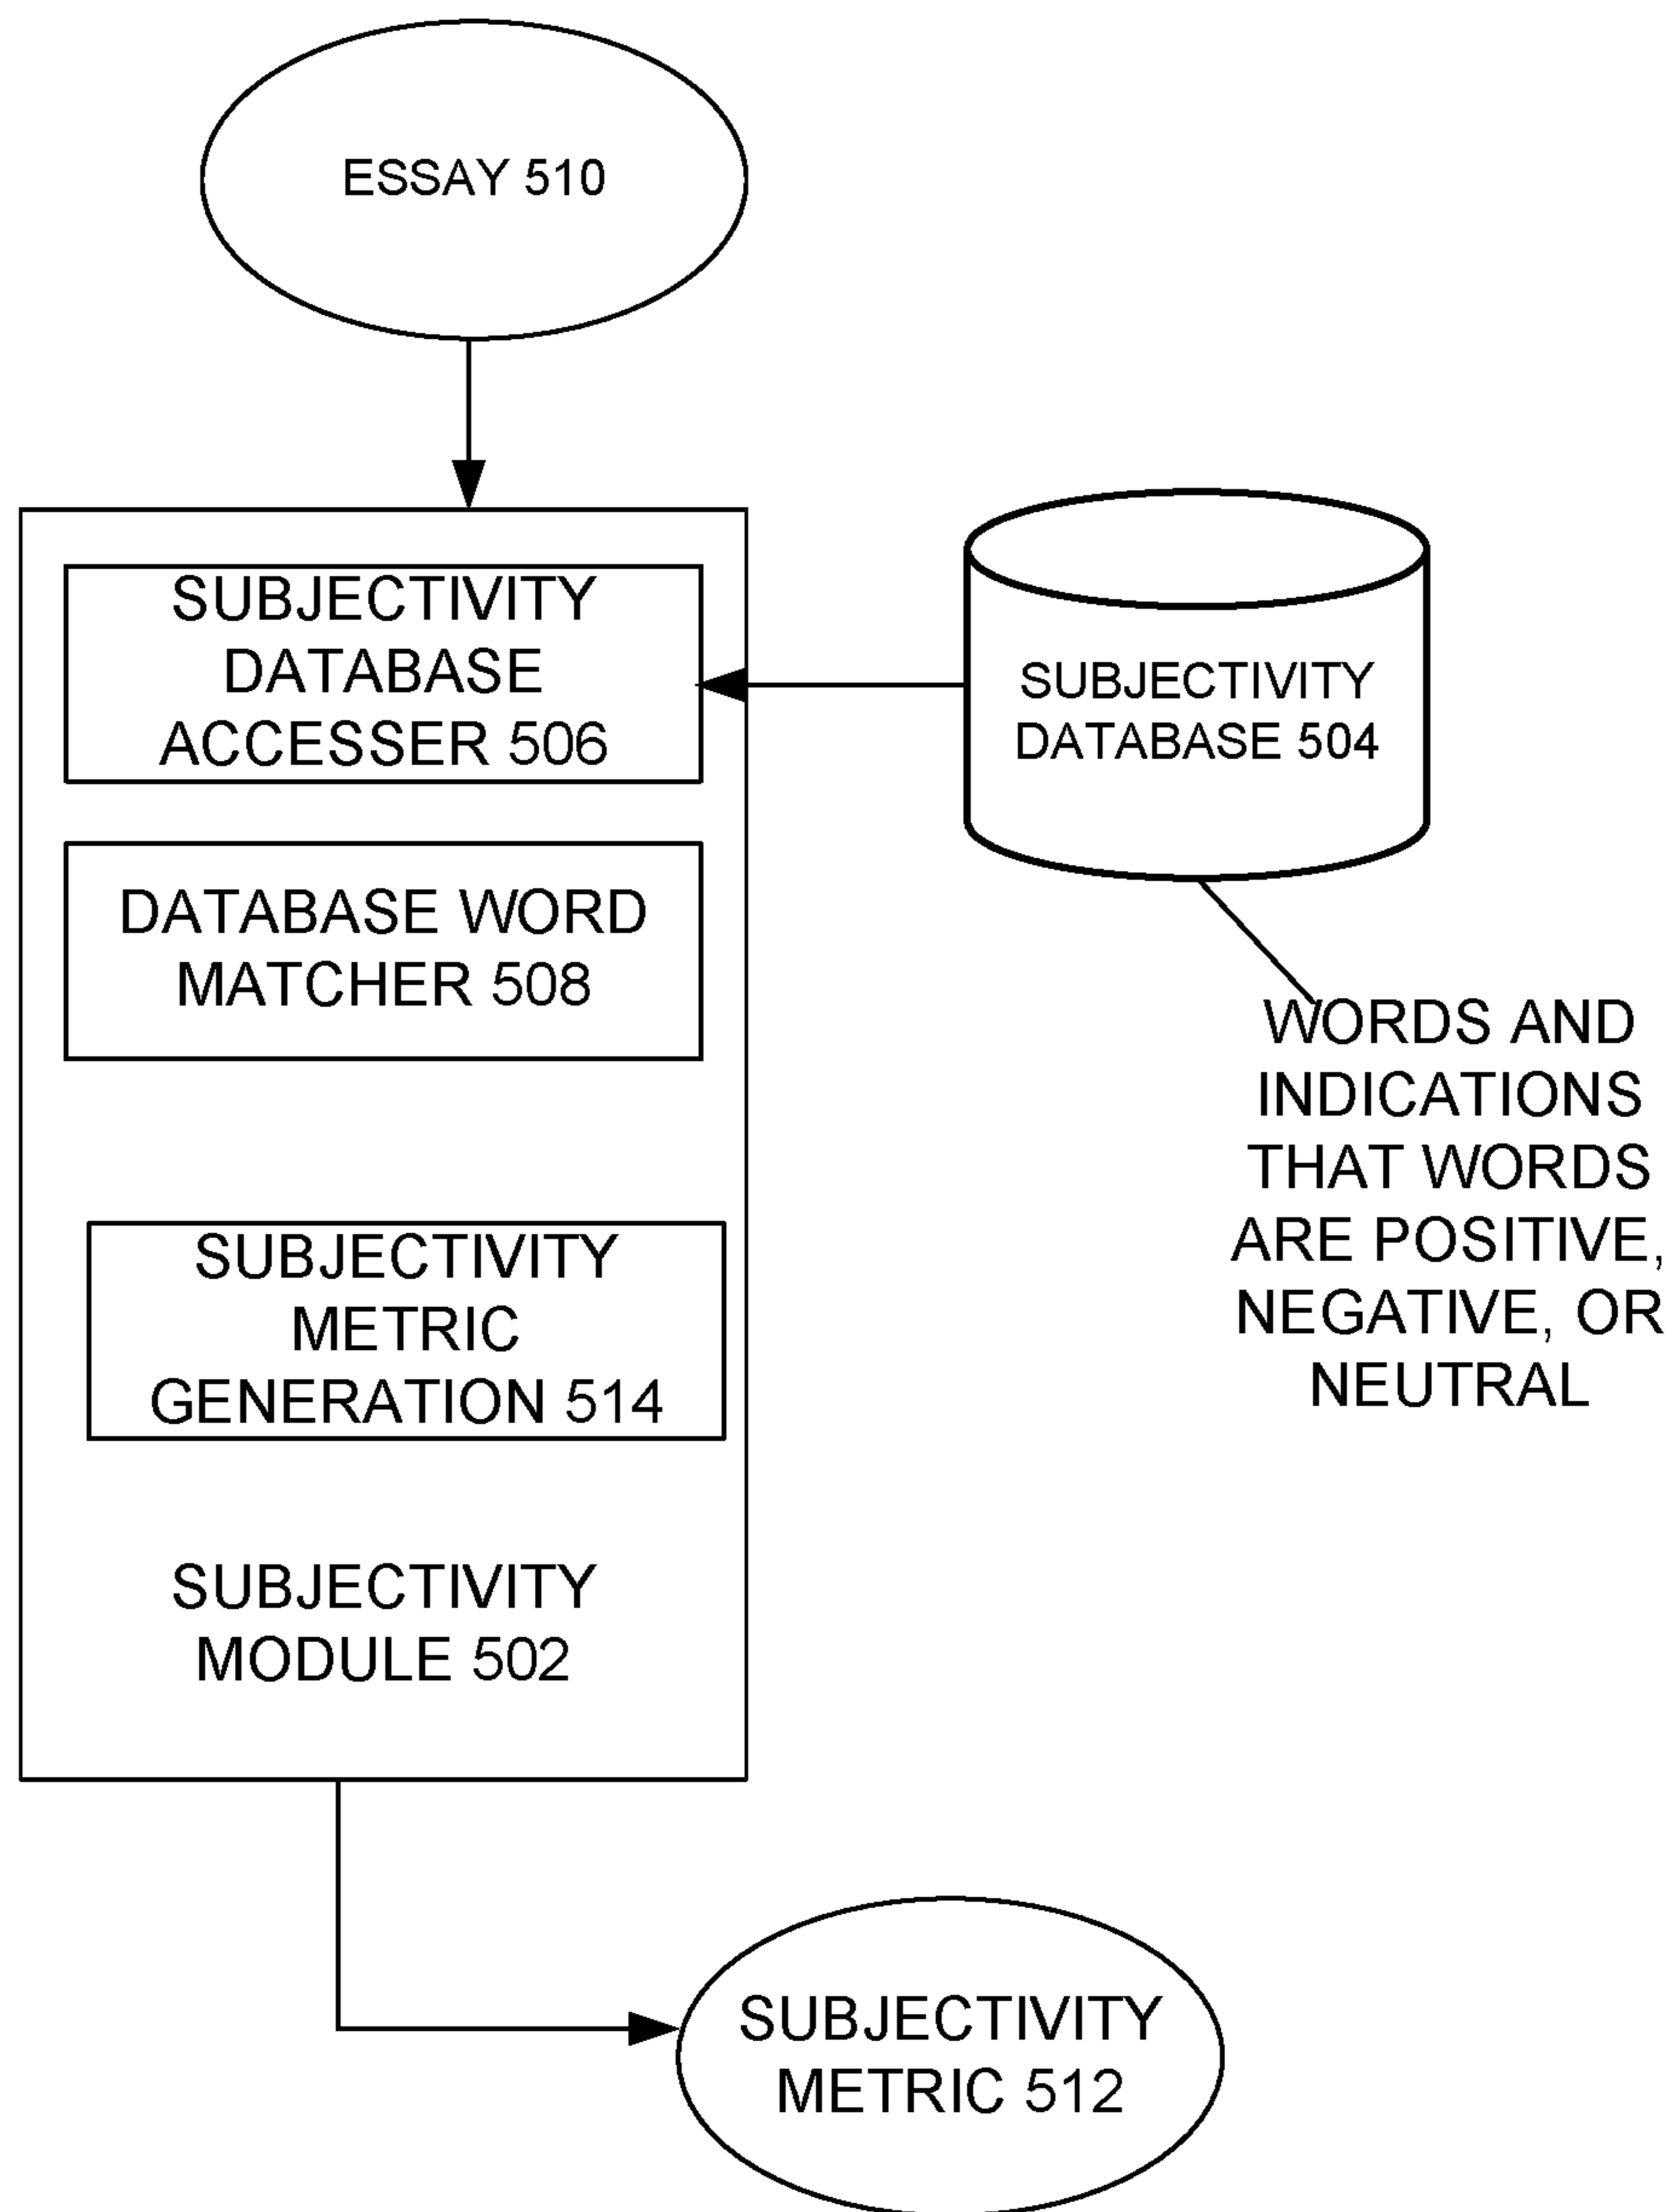 ESSAY 510
SUBJECTIVITY
DATABASE
ACCESSER 506
SUBJECTIVITY
DATABASE 504
DATABASE WORD
MATCHER 508
WORDS AND
INDICATIONS
THAT WORDS
ARE POSITIVE,
NEGATIVE, OR
NEUTRAL
SUBJECTIVITY
METRIC
GENERATION 514
SUBJECTIVITY
MODULE 502
SUBJECTIVITY
METRIC 512